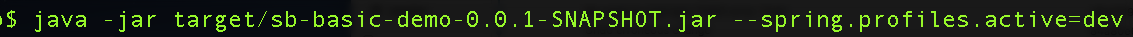 $ java -jar target/sb-basic-demo-0.0.1-SNAPSHOT.jar --spring.profiles.active=dev